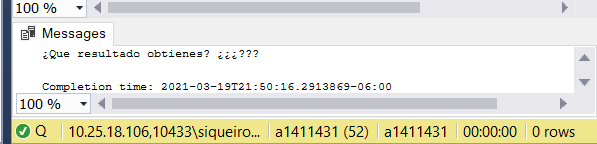 100 %
Messages
¿Que resultado obtienes? ¿¿¿???
Completion time: 2021-03-19T21:50:16.2913869-06:00
100 %
Q 10.25.18.106,10433\siqueiro... a1411431 (52) a1411431 00:00:00 0 rows